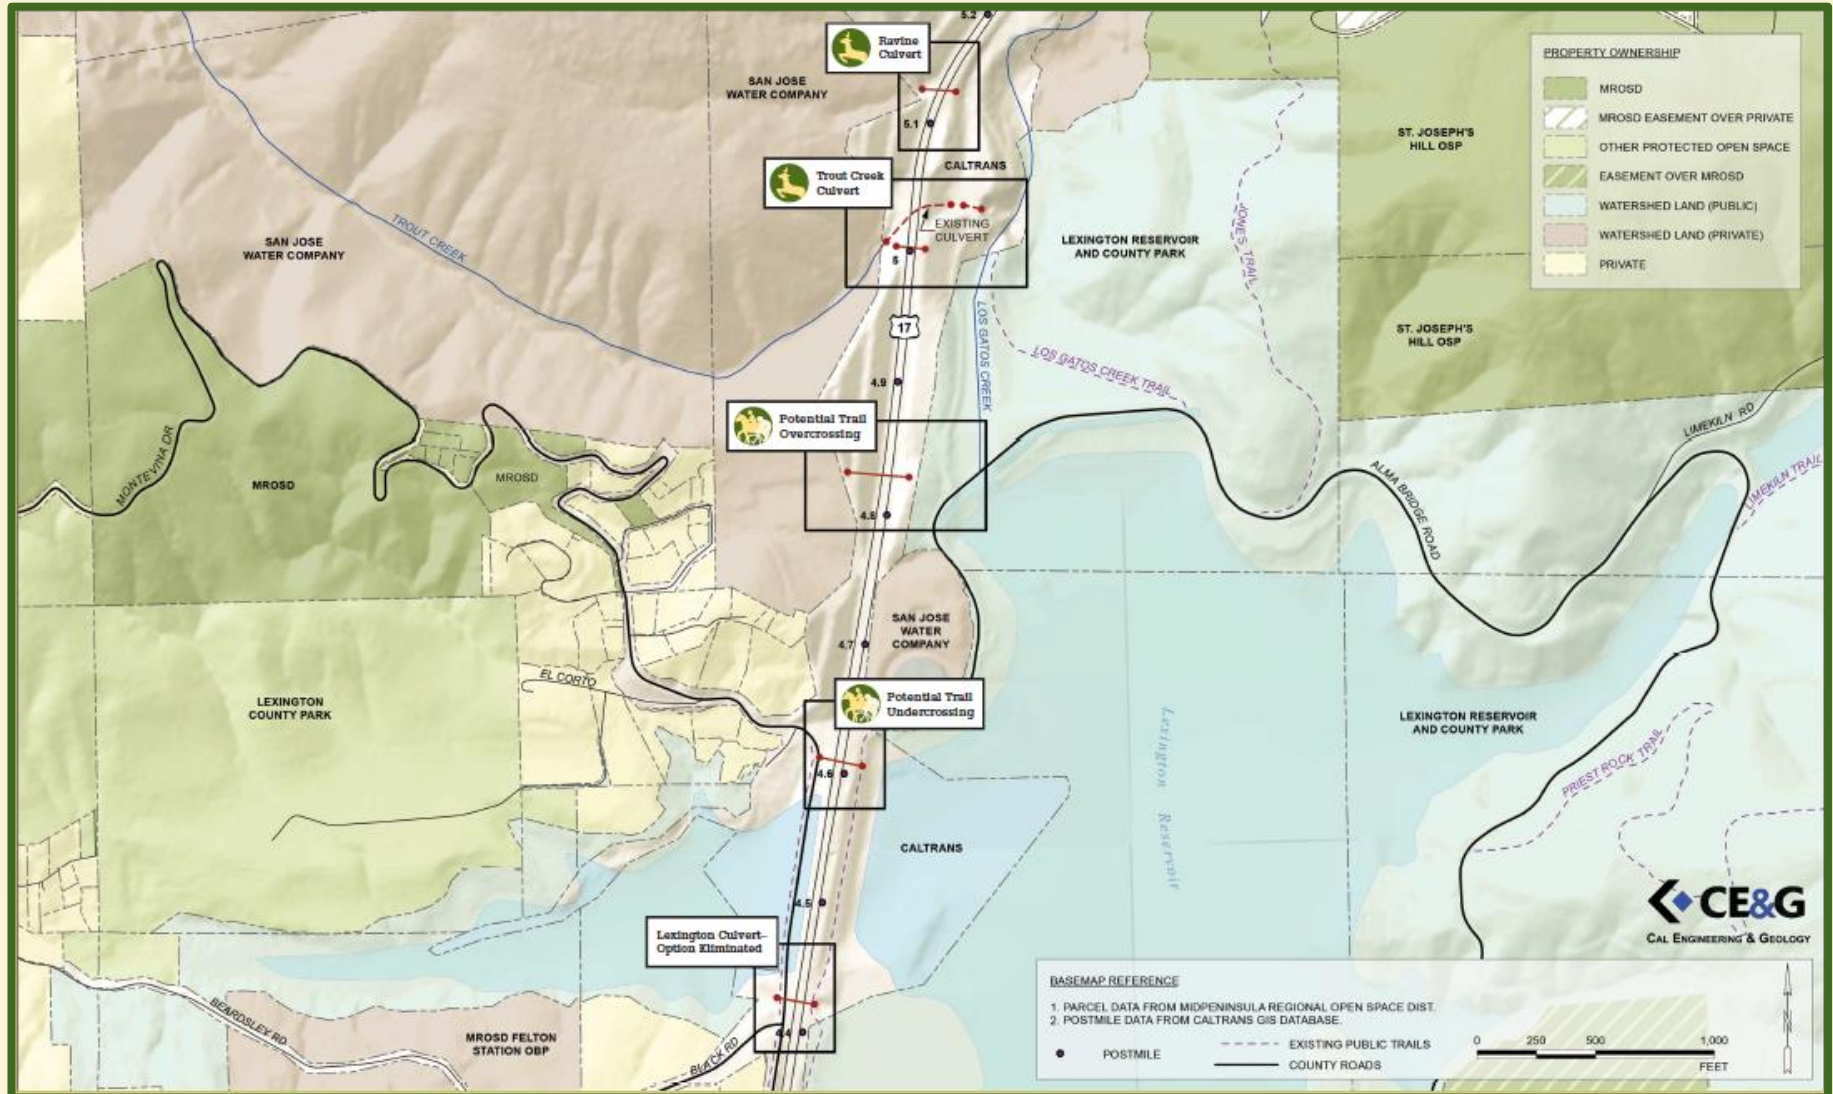 5.2
Ravine
Culvert
SAN JOSE
WATER COMPANY
5.1
CALTRANS
Trout Creek
Culvert
EXISTING
CULVERT
5
TROUT CREEK
SAN JOSE
WATER COMPANY
LEXINGTON RESERVOIR
AND COUNTY PARK
JONES TRAIL
ST. JOSEPH'S
HILL OSP
PROPERTY OWNERSHIP
MROSD
MROSD EASEMENT OVER PRIVATE
OTHER PROTECTED OPEN SPACE
EASEMENT OVER MROSD
WATERSHED LAND (PUBLIC)
WATERSHED LAND (PRIVATE)
PRIVATE
17
LOS GATOS CREEK
LOS GATOS CREEK TRAIL
ST. JOSEPH'S
HILL OSP
4.9
Potential Trail
Overcrossing
4.8
MONTEVINA DR
MROSD
MROSD
ALMA BRIDGE ROAD
LIMEKILN RD
LIMEKILN TRAIL
SAN JOSE
WATER
COMPANY
4.7
EL CORTO
LEXINGTON
COUNTY PARK
Potential Trail
Undercrossing
4.6
Lexington Reservoir
LEXINGTON RESERVOIR
AND COUNTY PARK
PRIEST ROCK TRAIL
CALTRANS
4.5
Lexington Culvert–
Option Eliminated
4.4
BEARDSLEY RD
MROSD FELTON
STATION OBP
BLACK RD
CE&G
CAL ENGINEERING & GEOLOGY
BASEMAP REFERENCE
1. PARCEL DATA FROM MIDPENINSULA REGIONAL OPEN SPACE DIST.
2. POSTMILE DATA FROM CALTRANS GIS DATABASE.
POSTMILE
EXISTING PUBLIC TRAILS
COUNTY ROADS
0 250 500 1,000
FEET